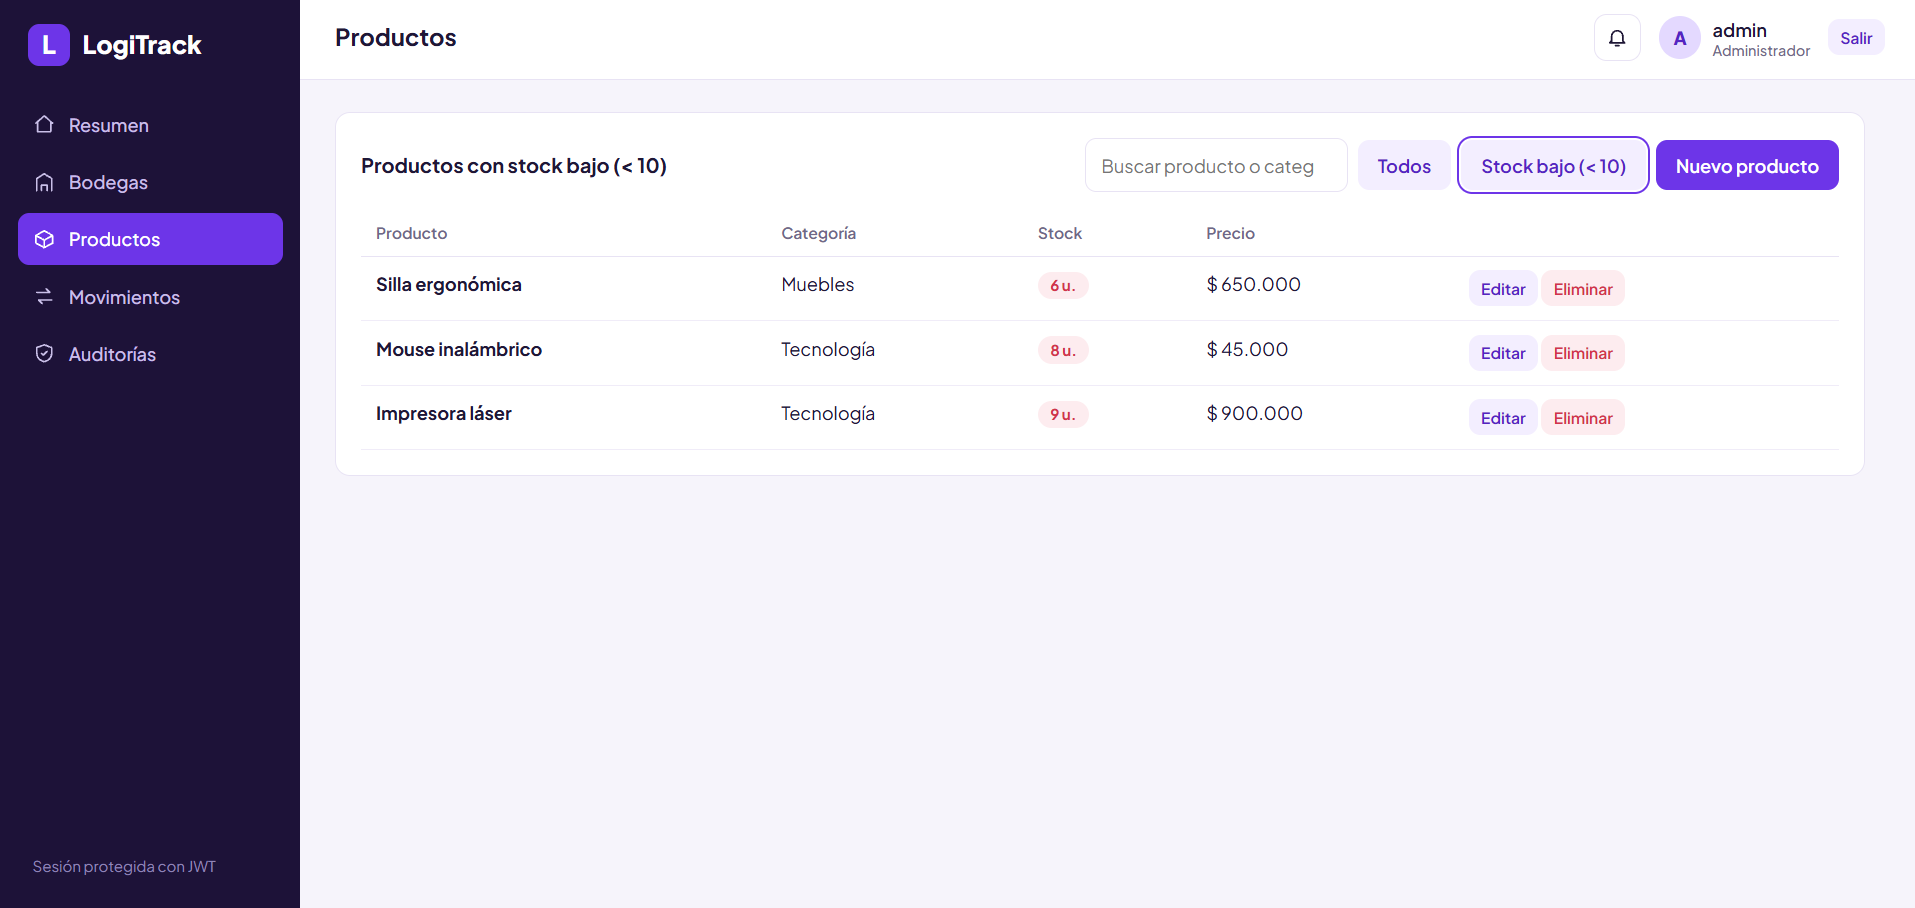 L LogiTrack
Resumen
Bodegas
Productos
Movimientos
Auditorías
Sesión protegida con JWT
Productos
A
admin
Administrador
Salir
Productos con stock bajo (< 10)
Buscar producto o categ
Todos
Stock bajo (< 10)
Nuevo producto
Producto Categoría Stock Precio
Silla ergonómica Muebles 6 u. $ 650.000 Editar Eliminar
Mouse inalámbrico Tecnología 8 u. $ 45.000 Editar Eliminar
Impresora láser Tecnología 9 u. $ 900.000 Editar Eliminar